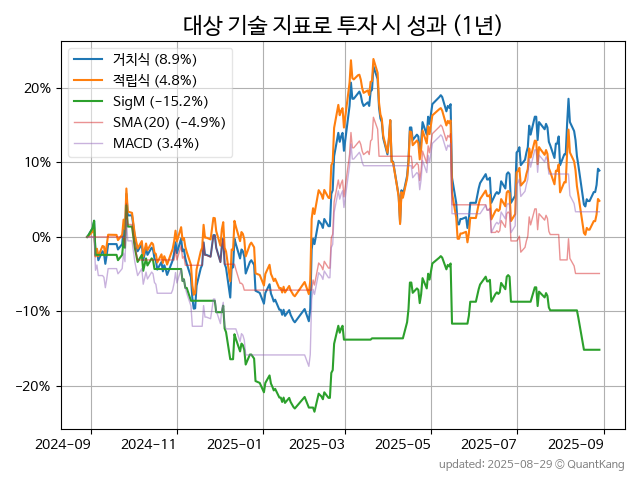 대상 기술 지표로 투자 시 성과 (1년)
거치식 (8.9%)
적립식 (4.8%)
SigM (−15.2%)
SMA(20) (−4.9%)
MACD (3.4%)
20%
10%
0%
−10%
−20%
2024-09 2024-11 2025-01 2025-03 2025-05 2025-07 2025-09
updated: 2025-08-29 © QuantKang